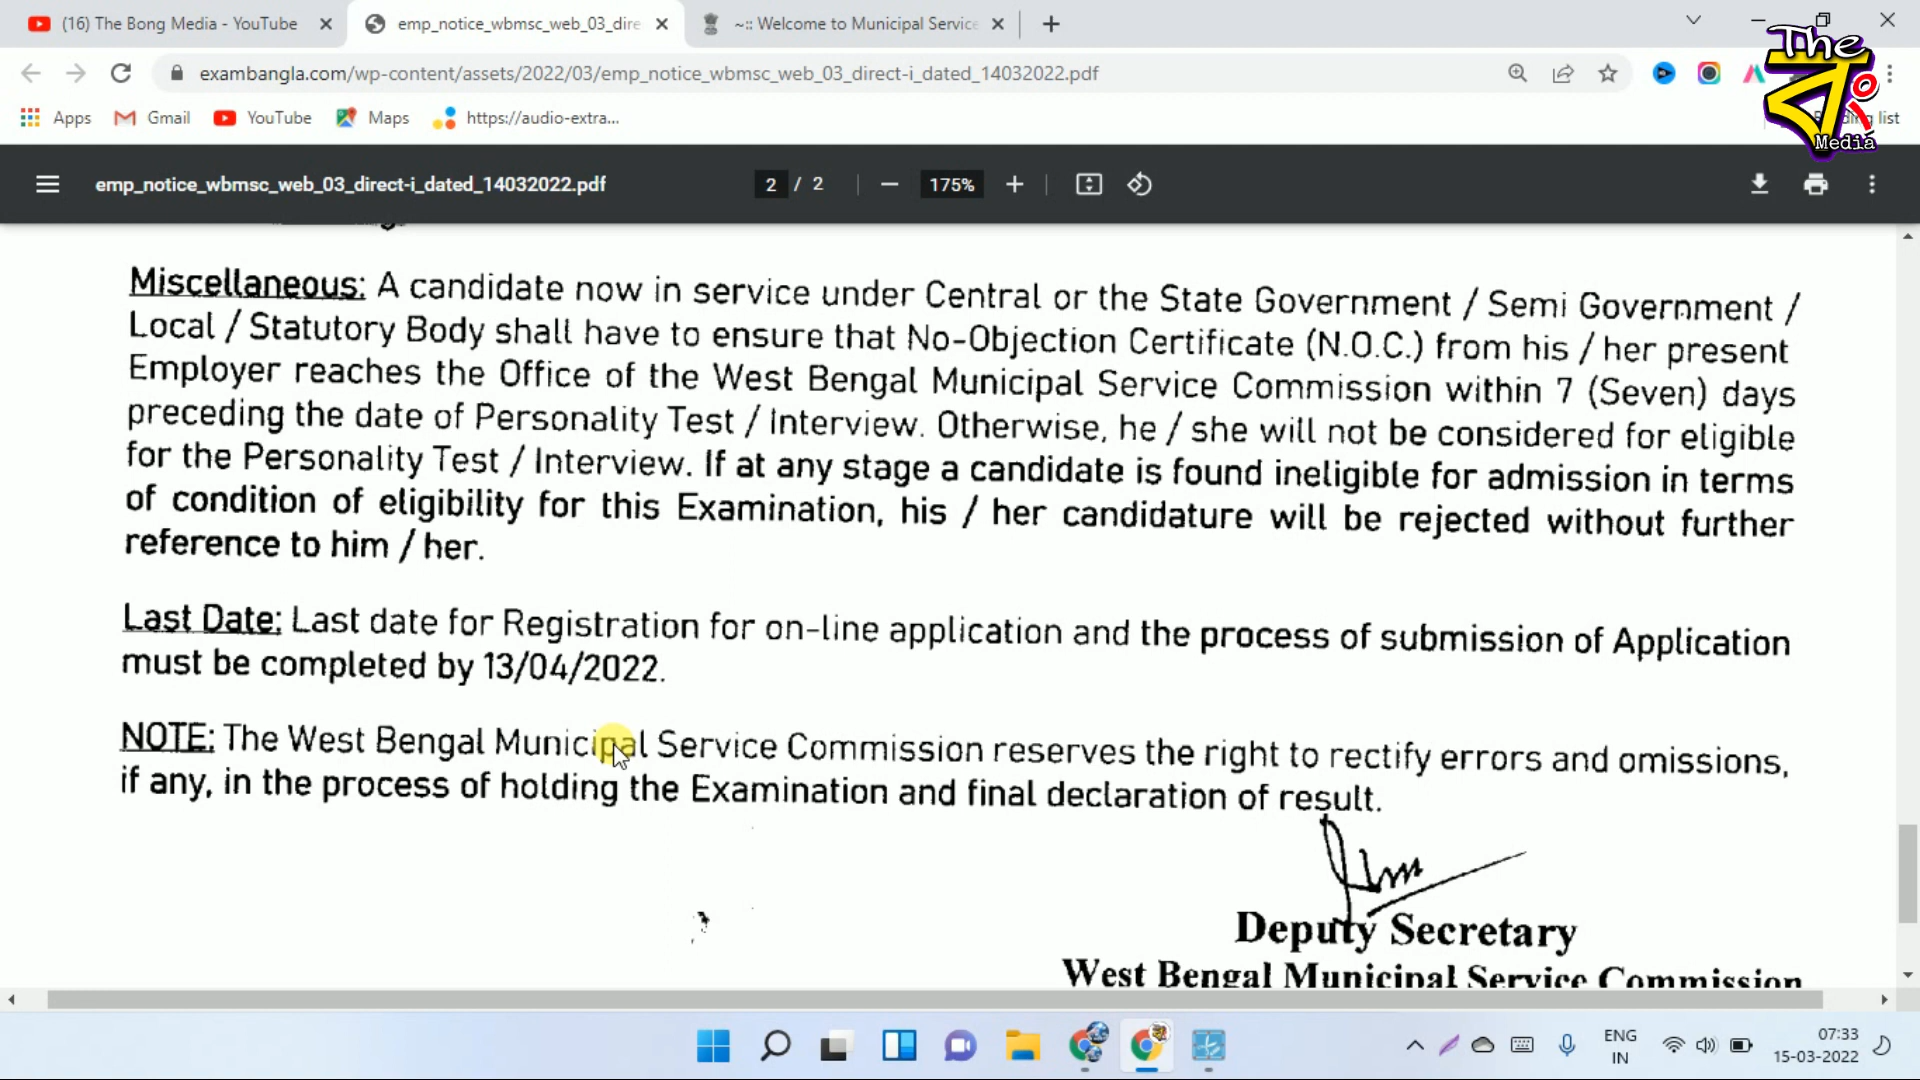 (16) The Bong Media - YouTube
emp_notice_wbmsc_web_03_dire
~:: Welcome to Municipal Service
exambangla.com/wp-content/assets/2022/03/emp_notice_wbmsc_web_03_direct-i_dated_14032022.pdf
Apps
Gmail
YouTube
Maps
https://audio-extra...
list
The
Media
emp_notice_wbmsc_web_03_direct-i_dated_14032022.pdf
2 / 2
175%
Miscellaneous: A candidate now in service under Central or the State Government / Semi Government /
Local / Statutory Body shall have to ensure that No-Objection Certificate (N.O.C.) from his / her present
Employer reaches the Office of the West Bengal Municipal Service Commission within 7 (Seven) days
preceding the date of Personality Test / Interview. Otherwise, he / she will not be considered for eligible
for the Personality Test / Interview. If at any stage a candidate is found ineligible for admission in terms
of condition of eligibility for this Examination, his / her candidature will be rejected without further
reference to him / her.
Last Date: Last date for Registration for on-line application and the process of submission of Application
must be completed by 13/04/2022.
NOTE: The West Bengal Municipal Service Commission reserves the right to rectify errors and omissions,
if any, in the process of holding the Examination and final declaration of result.
Deputy Secretary
West Bengal Municipal Service Commission
ENG
IN
07:33
15-03-2022